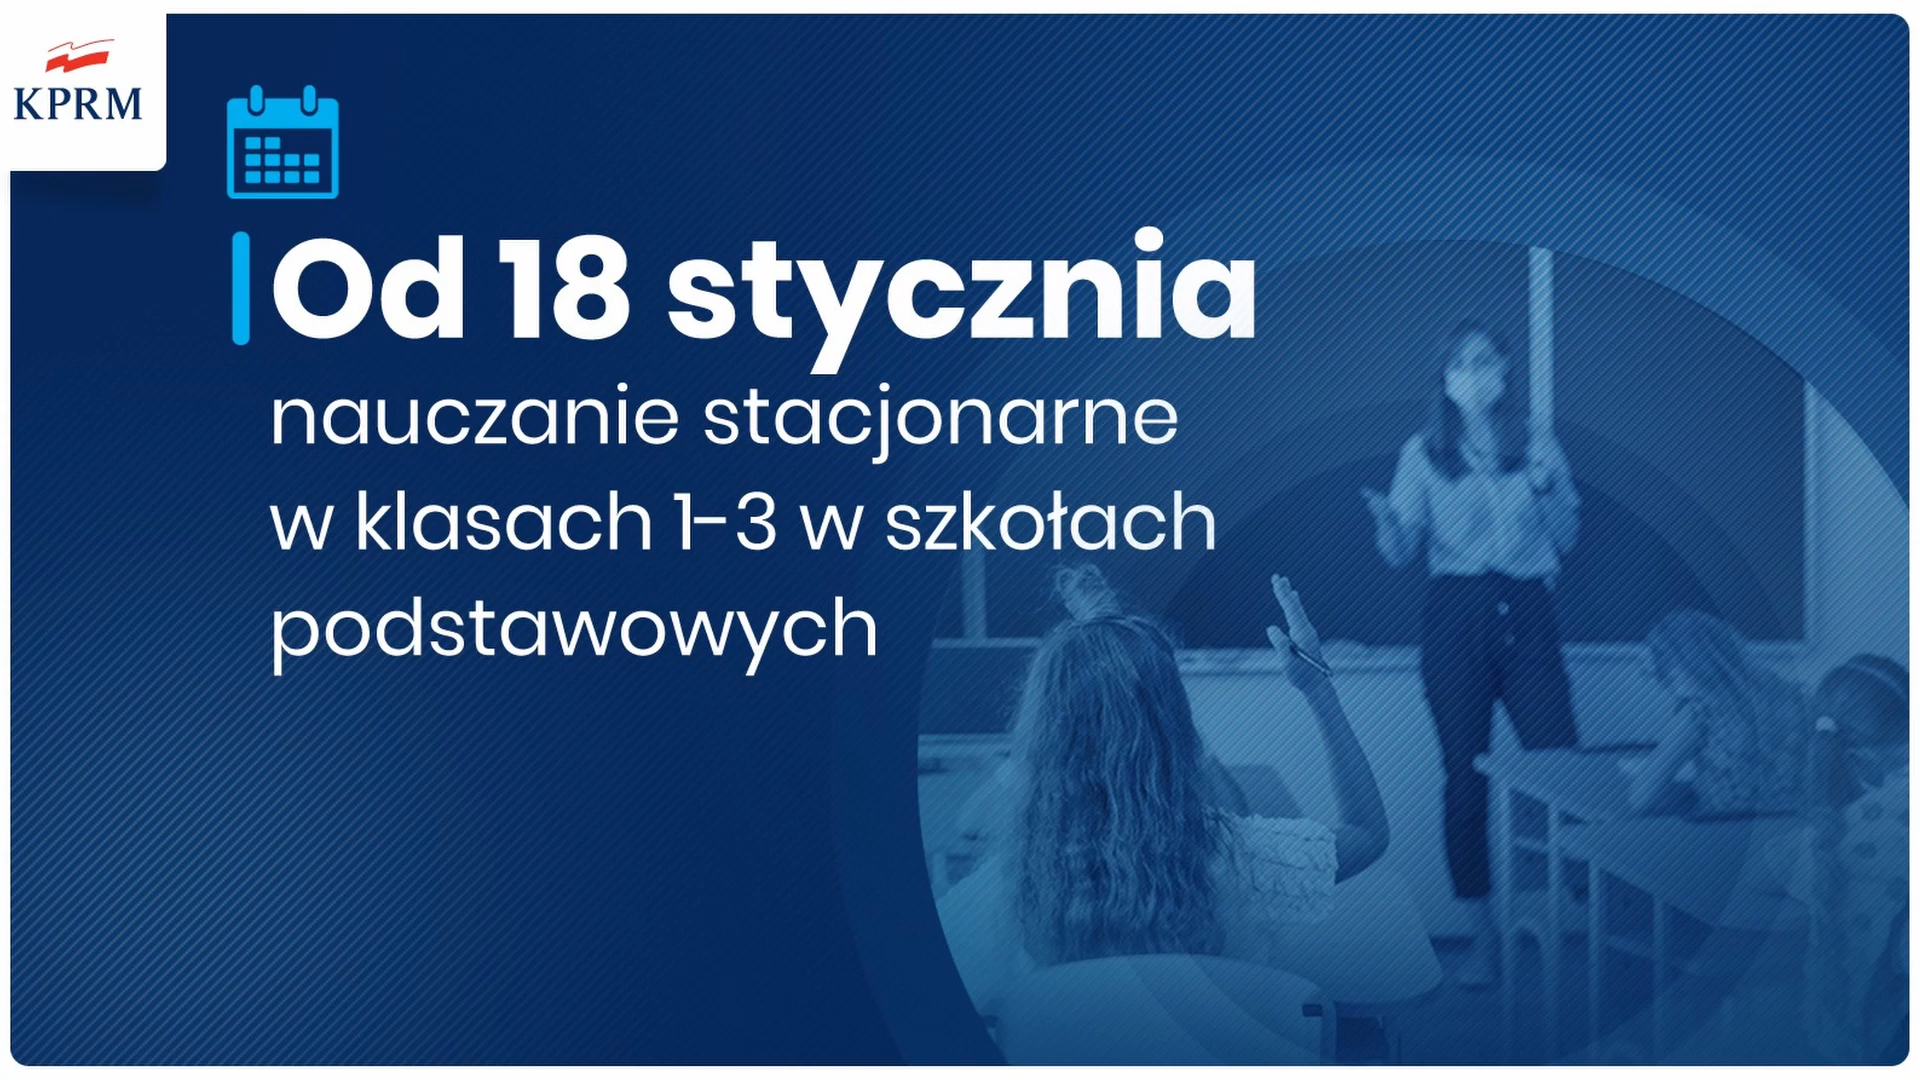 KPRM
Od 18 stycznia
nauczanie stacjonarne
w klasach 1-3 w szkołach
podstawowych